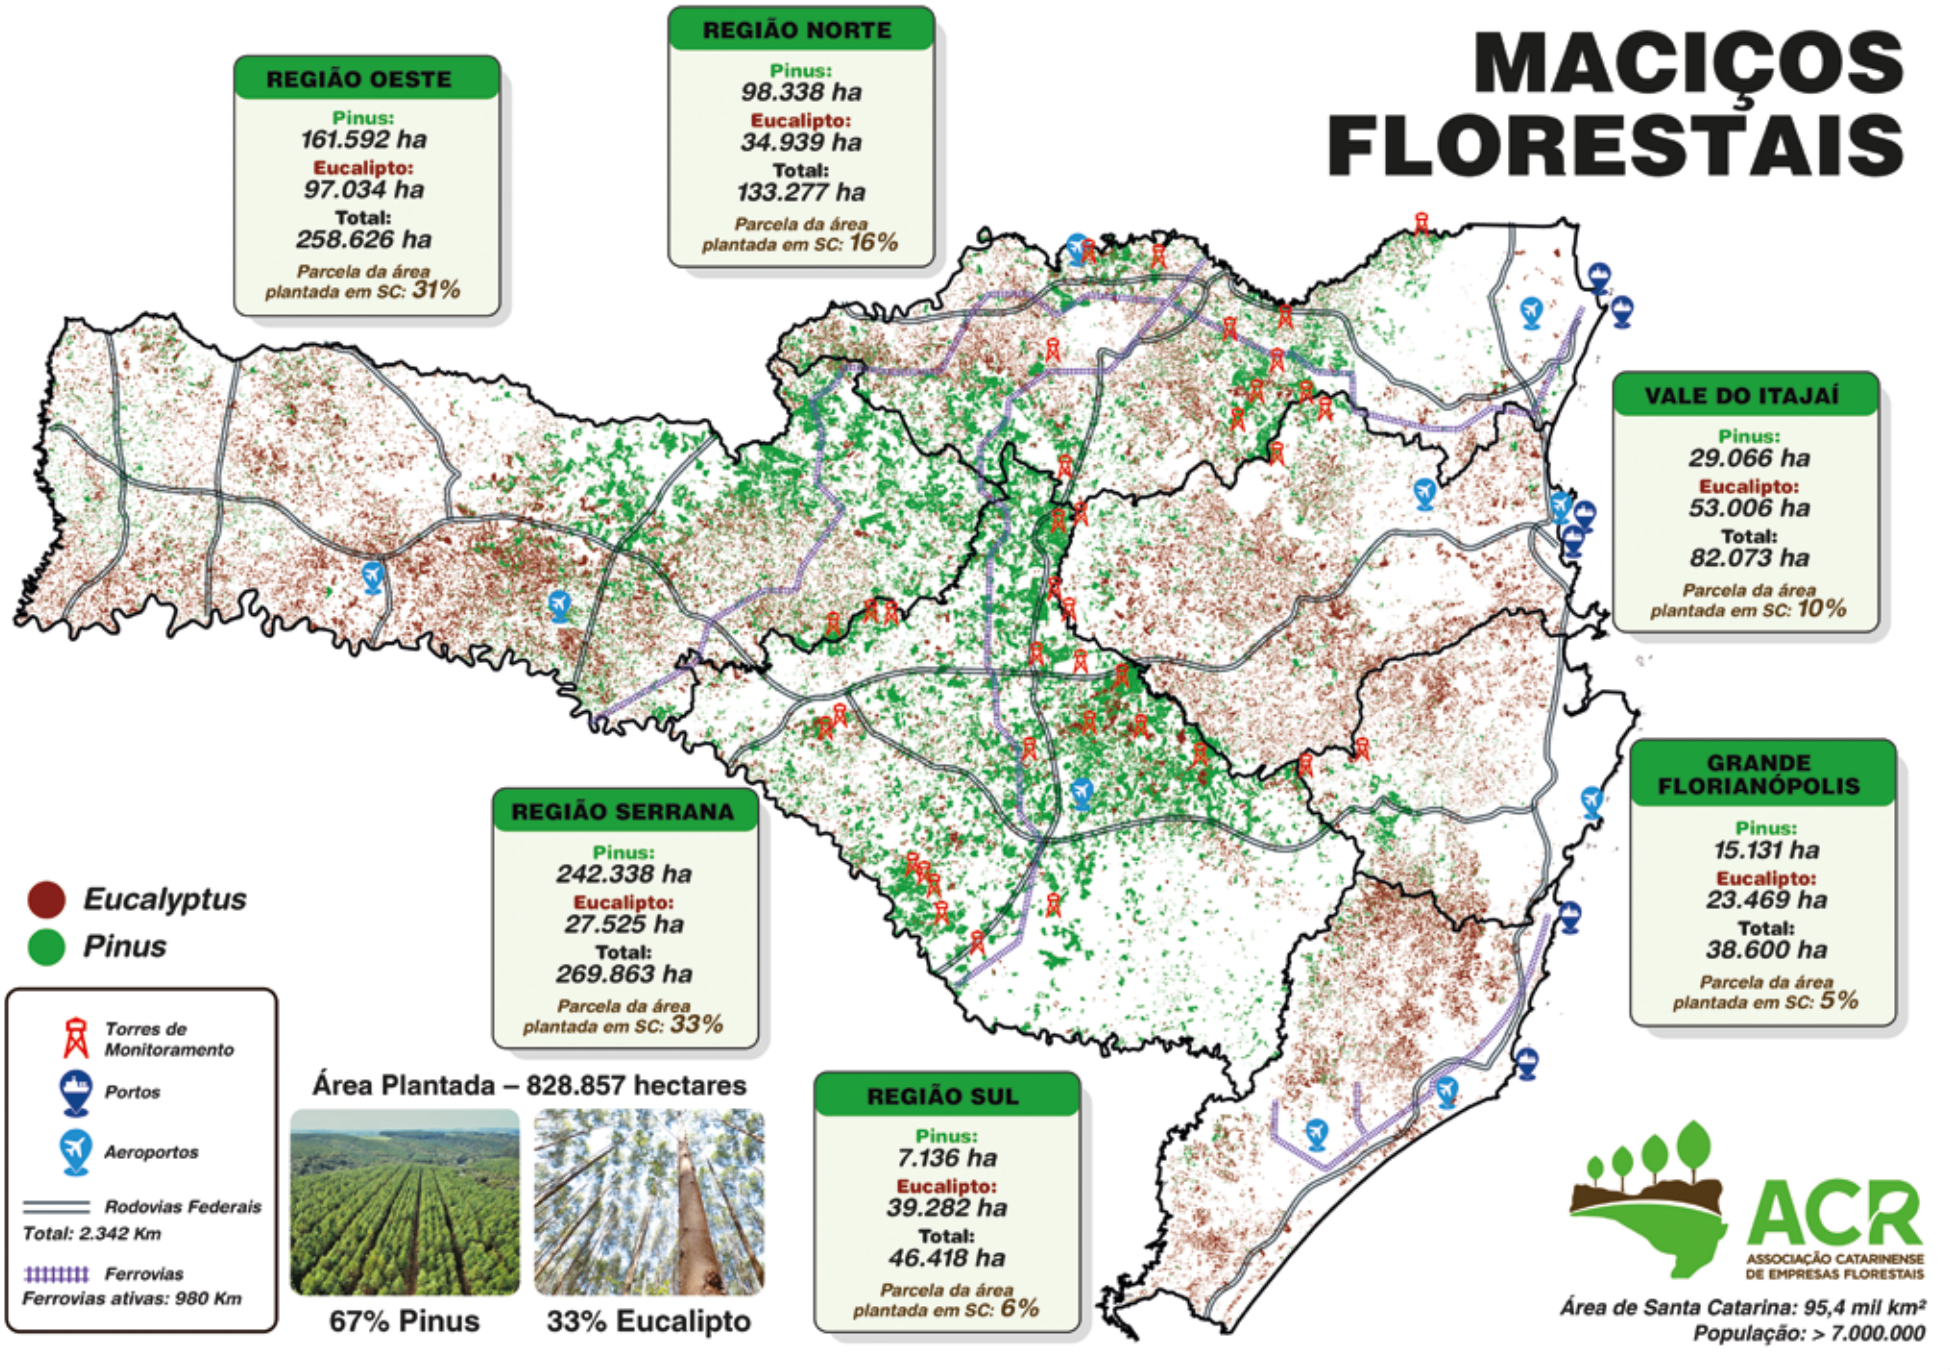 MACIÇOS
FLORESTAIS
REGIÃO OESTE
Pinus:
161.592 ha
Eucalipto:
97.034 ha
Total:
258.626 ha
Parcela da área
plantada em SC: 31%
REGIÃO NORTE
Pinus:
98.338 ha
Eucalipto:
34.939 ha
Total:
133.277 ha
Parcela da área
plantada em SC: 16%
VALE DO ITAJAÍ
Pinus:
29.066 ha
Eucalipto:
53.006 ha
Total:
82.073 ha
Parcela da área
plantada em SC: 10%
GRANDE
FLORIANÓPOLIS
Pinus:
15.131 ha
Eucalipto:
23.469 ha
Total:
38.600 ha
Parcela da área
plantada em SC: 5%
REGIÃO SERRANA
Pinus:
242.338 ha
Eucalipto:
27.525 ha
Total:
269.863 ha
Parcela da área
plantada em SC: 33%
REGIÃO SUL
Pinus:
7.136 ha
Eucalipto:
39.282 ha
Total:
46.418 ha
Parcela da área
plantada em SC: 6%
Eucalyptus
Pinus
Torres de
Monitoramento
Portos
Aeroportos
Rodovias Federais
Total: 2.342 Km
Ferrovias
Ferrovias ativas: 980 Km
Área Plantada – 828.857 hectares
67% Pinus
33% Eucalipto
ACR
ASSOCIAÇÃO CATARINENSE
DE EMPRESAS FLORESTAIS
Área de Santa Catarina: 95,4 mil km²
População: > 7.000.000